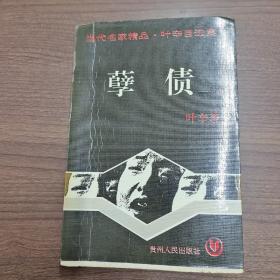 当代名家精品·叶辛自选集
孽债
叶辛著
贵州人民出版社